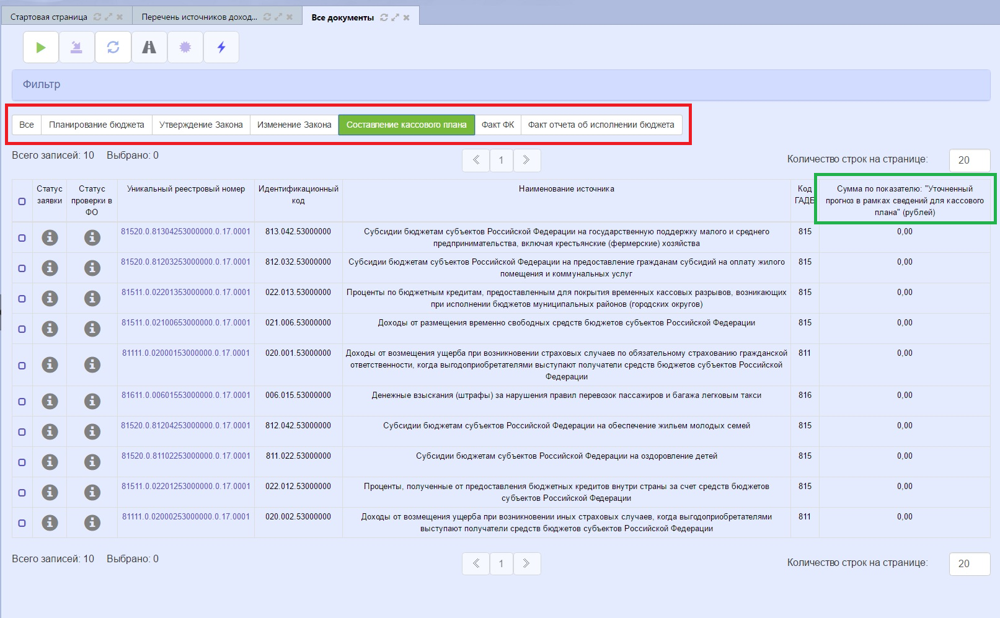 Стартовая страница Перечень источников доход... Все документы
Фильтр
Все Планирование бюджета Утверждение Закона Изменение Закона Составление кассового плана Факт ФК Факт отчета об исполнении бюджета
Всего записей: 10 Выбрано: 0 1 Количество строк на странице: 20
Статус заявки Статус проверки в ФО Уникальный реестровый номер Идентификационный код Наименование источника Код ГАДБ Сумма по показателю: "Уточненный прогноз в рамках сведений для кассового плана" (рублей)
81520.0.81304253000000.0.17.0001 813.042.53000000 Субсидии бюджетам субъектов Российской Федерации на государственную поддержку малого и среднего 815 0,00
предпринимательства, включая крестьянские (фермерские) хозяйства
81520.0.81203253000000.0.17.0001 812.032.53000000 Субсидии бюджетам субъектов Российской Федерации на предоставление гражданам субсидий на оплату жилого 815 0,00
помещения и коммунальных услуг
81511.0.02201353000000.0.17.0001 022.013.53000000 Проценты по бюджетным кредитам, предоставленным для покрытия временных кассовых разрывов, возникающих 815 0,00
при исполнении бюджетов муниципальных районов (городских округов)
81511.0.02100653000000.0.17.0001 021.006.53000000 Доходы от размещения временно свободных средств бюджетов субъектов Российской Федерации 815 0,00
81111.0.02000153000000.0.17.0001 020.001.53000000 Доходы от возмещения ущерба при возникновении страховых случаев по обязательному страхованию гражданской 811 0,00
ответственности, когда выгодоприобретателями выступают получатели средств бюджетов субъектов Российской
Федерации
81611.0.00601553000000.0.17.0001 006.015.53000000 Денежные взыскания (штрафы) за нарушения правил перевозок пассажиров и багажа легковым такси 816 0,00
81520.0.81204253000000.0.17.0001 812.042.53000000 Субсидии бюджетам субъектов Российской Федерации на обеспечение жильем молодых семей 815 0,00
81520.0.81102253000000.0.17.0001 811.022.53000000 Субсидии бюджетам субъектов Российской Федерации на оздоровление детей 815 0,00
81511.0.02201253000000.0.17.0001 022.012.53000000 Проценты, полученные от предоставления бюджетных кредитов внутри страны за счет средств бюджетов 815 0,00
субъектов Российской Федерации
81111.0.02000253000000.0.17.0001 020.002.53000000 Доходы от возмещения ущерба при возникновении иных страховых случаев, когда выгодоприобретателями 811 0,00
выступают получатели средств бюджетов субъектов Российской Федерации
Всего записей: 10 Выбрано: 0 1 Количество строк на странице: 20